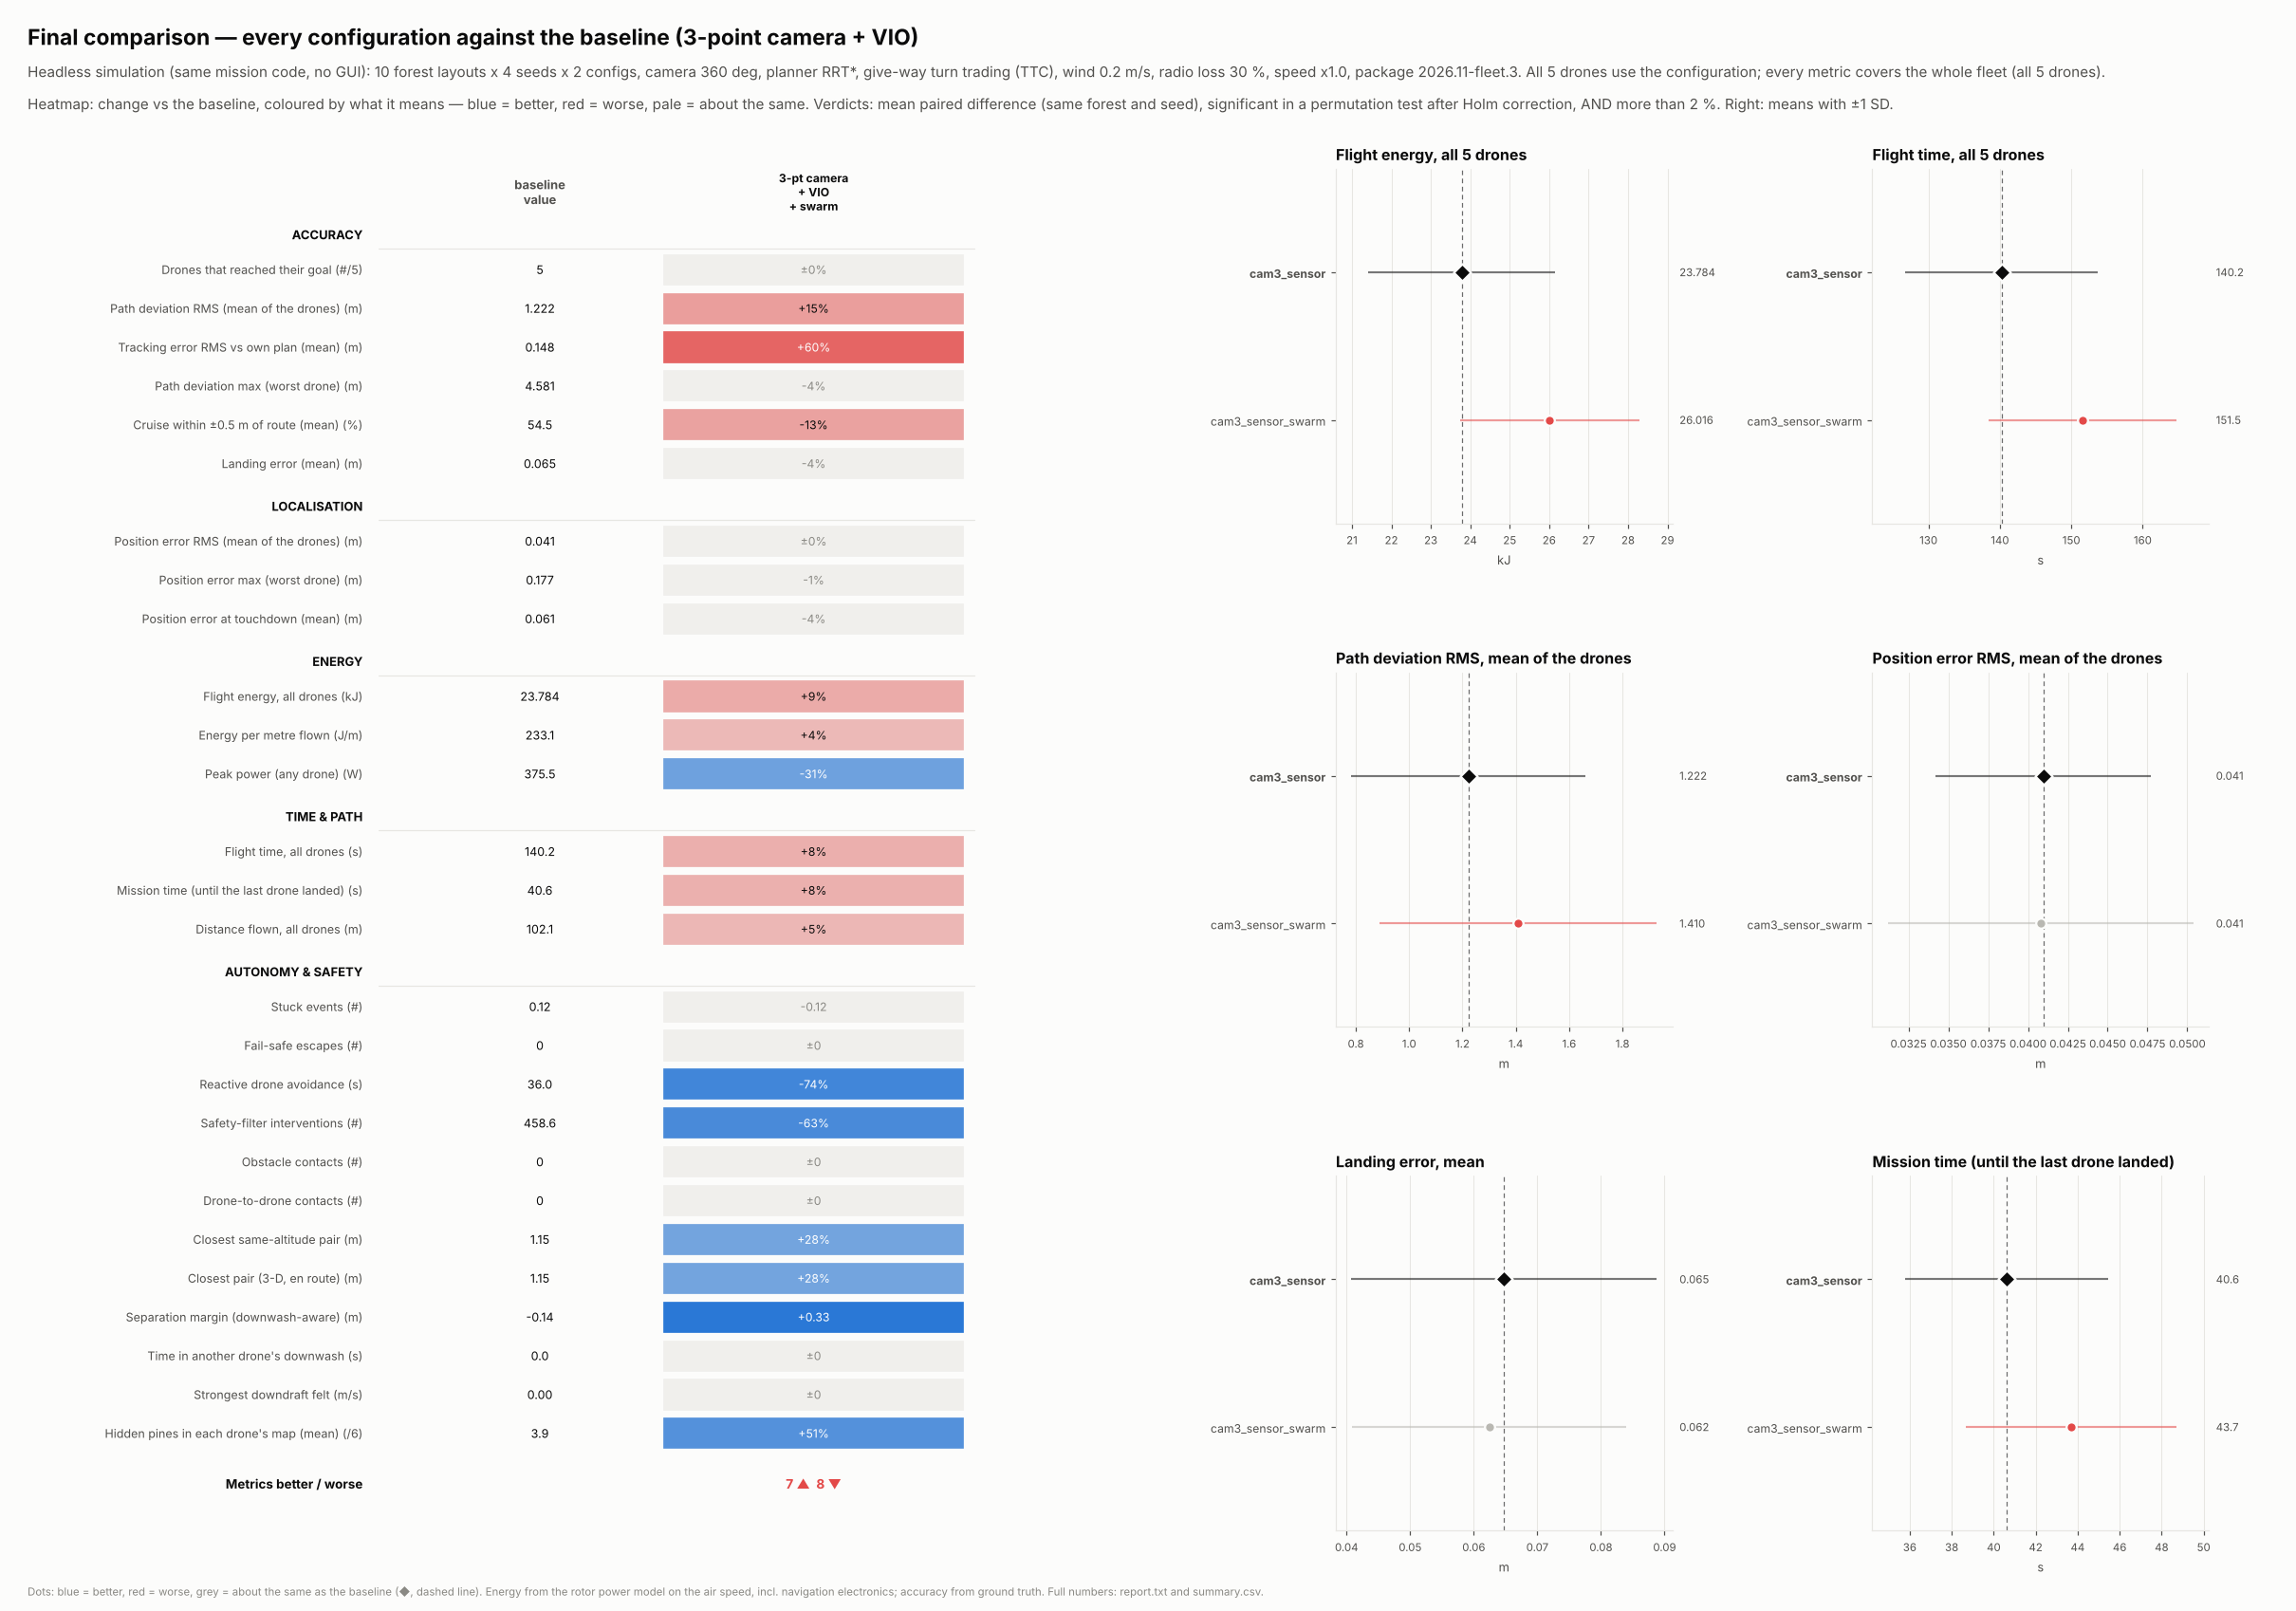 Final comparison — every configuration against the baseline (3-point camera + VIO)
Headless simulation (same mission code, no GUI): 10 forest layouts x 4 seeds x 2 configs, camera 360 deg, planner RRT*, give-way turn trading (TTC), wind 0.2 m/s, radio loss 30 %, speed x1.0, package 2026.11-fleet.3. All 5 drones use the configuration; every metric covers the whole fleet (all 5 drones).
Heatmap: change vs the baseline, coloured by what it means — blue = better, red = worse, pale = about the same. Verdicts: mean paired difference (same forest and seed), significant in a permutation test after Holm correction, AND more than 2 %. Right: means with ±1 SD.
baseline
value
3-pt camera
+ VIO
+ swarm
ACCURACY
Drones that reached their goal (#/5) 5 ±0%
Path deviation RMS (mean of the drones) (m) 1.222 +15%
Tracking error RMS vs own plan (mean) (m) 0.148 +60%
Path deviation max (worst drone) (m) 4.581 -4%
Cruise within ±0.5 m of route (mean) (%) 54.5 -13%
Landing error (mean) (m) 0.065 -4%
LOCALISATION
Position error RMS (mean of the drones) (m) 0.041 ±0%
Position error max (worst drone) (m) 0.177 -1%
Position error at touchdown (mean) (m) 0.061 -4%
ENERGY
Flight energy, all drones (kJ) 23.784 +9%
Energy per metre flown (J/m) 233.1 +4%
Peak power (any drone) (W) 375.5 -31%
TIME & PATH
Flight time, all drones (s) 140.2 +8%
Mission time (until the last drone landed) (s) 40.6 +8%
Distance flown, all drones (m) 102.1 +5%
AUTONOMY & SAFETY
Stuck events (#) 0.12 -0.12
Fail-safe escapes (#) 0 ±0
Reactive drone avoidance (s) 36.0 -74%
Safety-filter interventions (#) 458.6 -63%
Obstacle contacts (#) 0 ±0
Drone-to-drone contacts (#) 0 ±0
Closest same-altitude pair (m) 1.15 +28%
Closest pair (3-D, en route) (m) 1.15 +28%
Separation margin (downwash-aware) (m) -0.14 +0.33
Time in another drone's downwash (s) 0.0 ±0
Strongest downdraft felt (m/s) 0.00 ±0
Hidden pines in each drone's map (mean) (/6) 3.9 +51%
Metrics better / worse 7 ▲ 8 ▼
Flight energy, all 5 drones
cam3_sensor 23.784
cam3_sensor_swarm 26.016
21 22 23 24 25 26 27 28 29
kJ
Flight time, all 5 drones
cam3_sensor 140.2
cam3_sensor_swarm 151.5
130 140 150 160
s
Path deviation RMS, mean of the drones
cam3_sensor 1.222
cam3_sensor_swarm 1.410
0.8 1.0 1.2 1.4 1.6 1.8
m
Position error RMS, mean of the drones
cam3_sensor 0.041
cam3_sensor_swarm 0.041
0.0325 0.0350 0.0375 0.0400 0.0425 0.0450 0.0475 0.0500
m
Landing error, mean
cam3_sensor 0.065
cam3_sensor_swarm 0.062
0.04 0.05 0.06 0.07 0.08 0.09
m
Mission time (until the last drone landed)
cam3_sensor 40.6
cam3_sensor_swarm 43.7
36 38 40 42 44 46 48 50
s
Dots: blue = better, red = worse, grey = about the same as the baseline (◆, dashed line). Energy from the rotor power model on the air speed, incl. navigation electronics; accuracy from ground truth. Full numbers: report.txt and summary.csv.